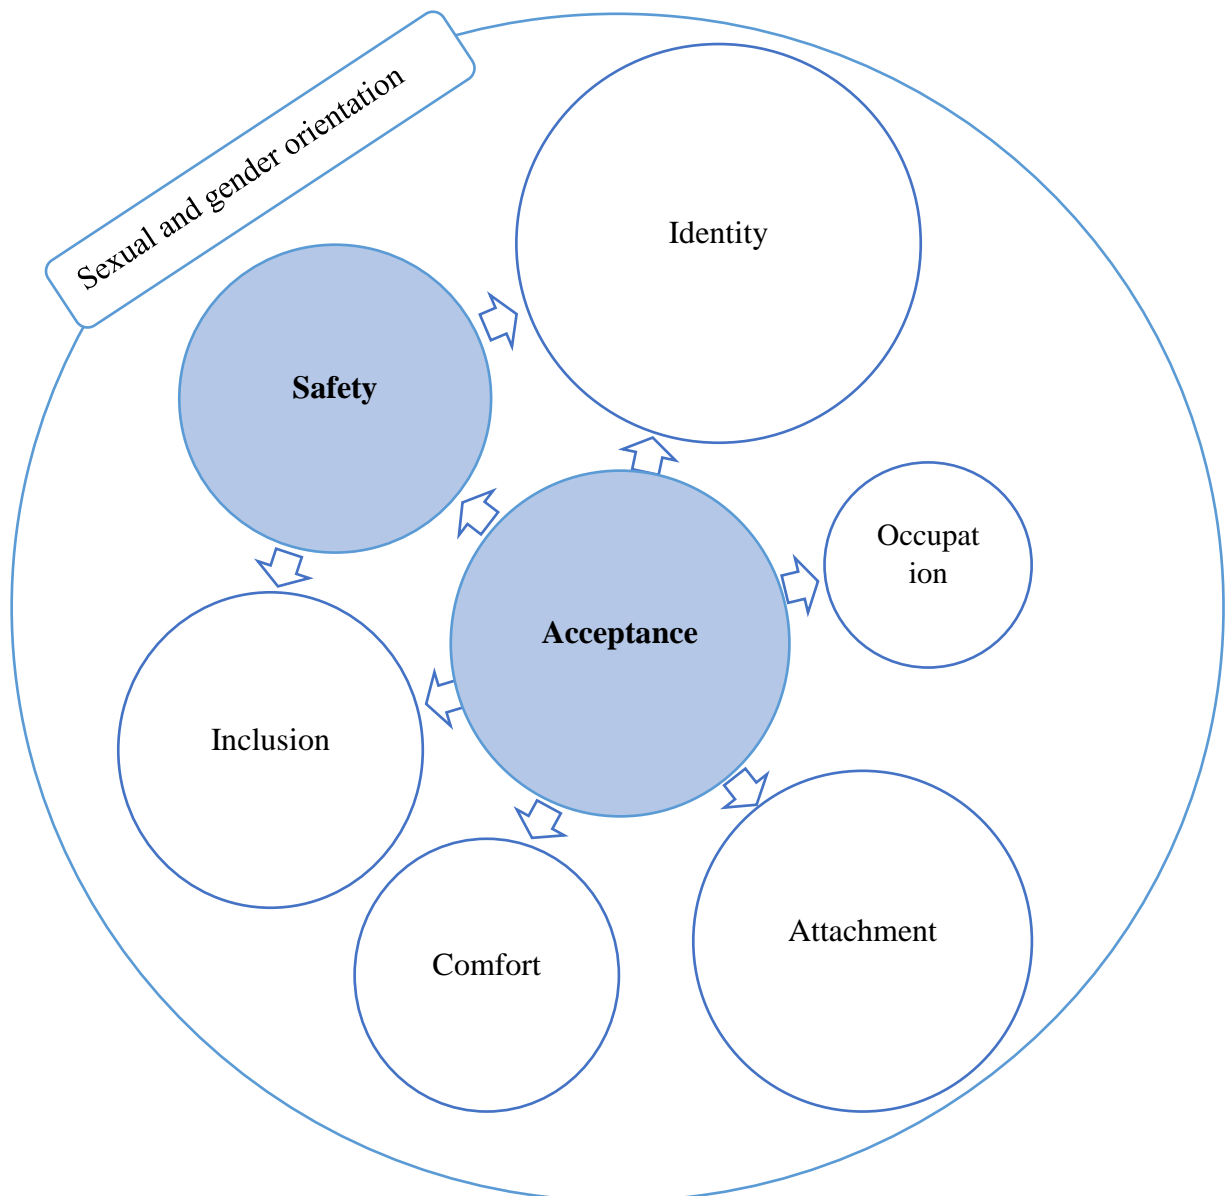 Sexual and gender orientation
Identity
Safety
Occupat
ion
Acceptance
Inclusion
Attachment
Comfort